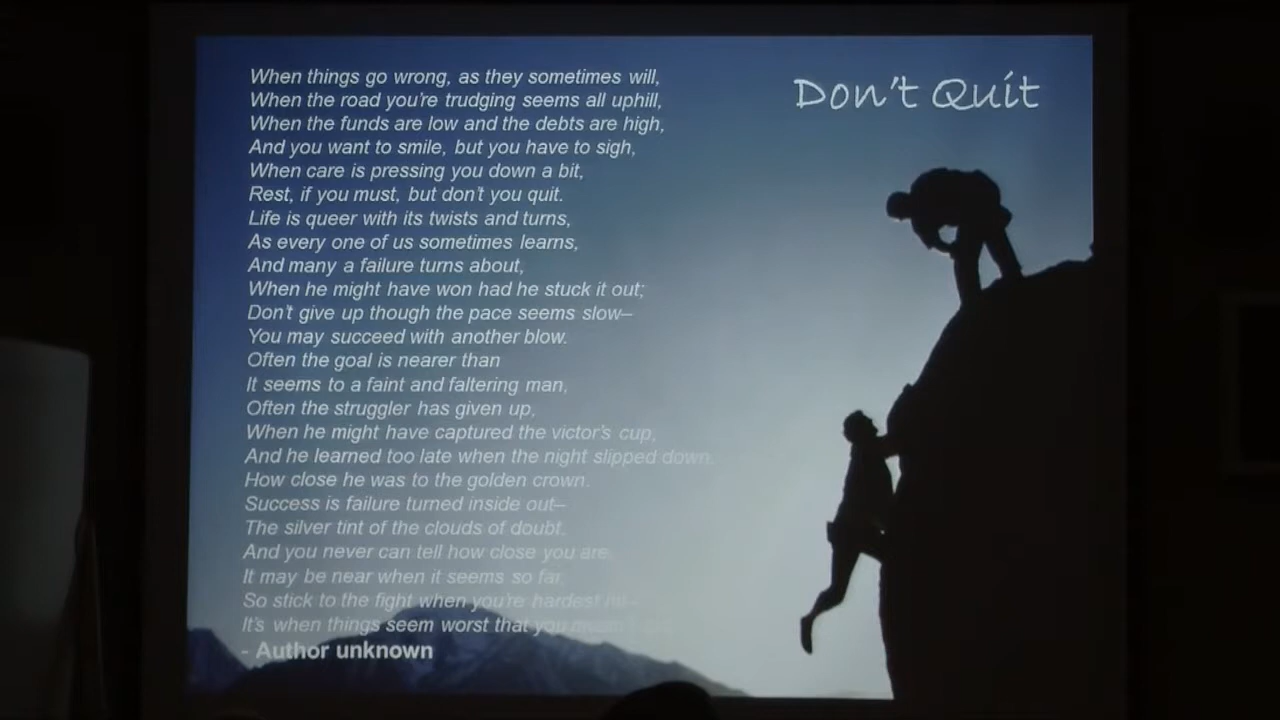 Don't Quit
When things go wrong, as they sometimes will,
When the road you're trudging seems all uphill,
When the funds are low and the debts are high,
And you want to smile, but you have to sigh,
When care is pressing you down a bit,
Rest, if you must, but don't you quit.
Life is queer with its twists and turns,
As every one of us sometimes learns,
And many a failure turns about,
When he might have won had he stuck it out;
Don't give up though the pace seems slow–
You may succeed with another blow.
Often the goal is nearer than
It seems to a faint and faltering man,
Often the struggler has given up,
When he might have captured the victor's cup,
And he learned too late when the night slipped down,
How close he was to the golden crown.
Success is failure turned inside out–
The silver tint of the clouds of doubt,
And you never can tell how close you are
It may be near when it seems so far,
So stick to the fight when you're hardest
It's when things seem worst that you
- Author unknown